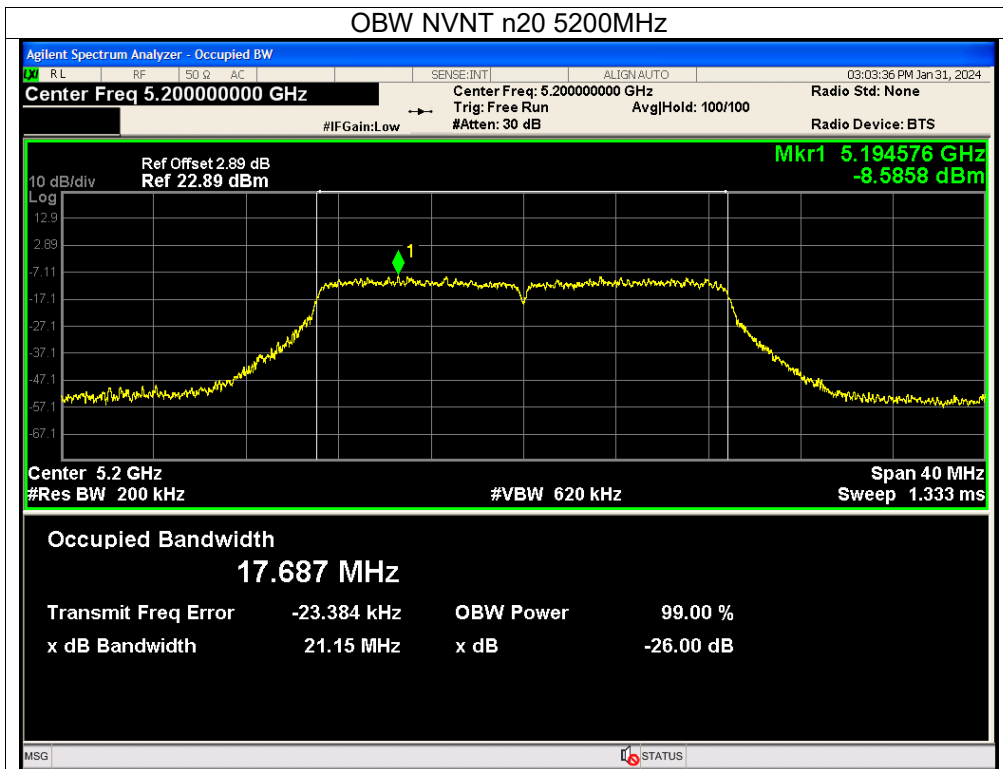 OBW NVNT n20 5200MHz
Agilent Spectrum Analyzer - Occupied BW
LXI RL RF 50 Ω AC SENSE:INT ALIGN AUTO 03:03:36 PM Jan 31, 2024
Center Freq 5.200000000 GHz Center Freq: 5.200000000 GHz Radio Std: None
Trig: Free Run Avg|Hold: 100/100
#IFGain:Low #Atten: 30 dB Radio Device: BTS
Ref Offset 2.89 dB Mkr1 5.194576 GHz
10 dB/div Ref 22.89 dBm -8.5858 dBm
Log
12.9
2.89
1
-7.11
-17.1
-27.1
-37.1
-47.1
-57.1
-67.1
Center 5.2 GHz Span 40 MHz
#Res BW 200 kHz #VBW 620 kHz Sweep 1.333 ms
Occupied Bandwidth
17.687 MHz
Transmit Freq Error -23.384 kHz OBW Power 99.00 %
x dB Bandwidth 21.15 MHz x dB -26.00 dB
MSG STATUS